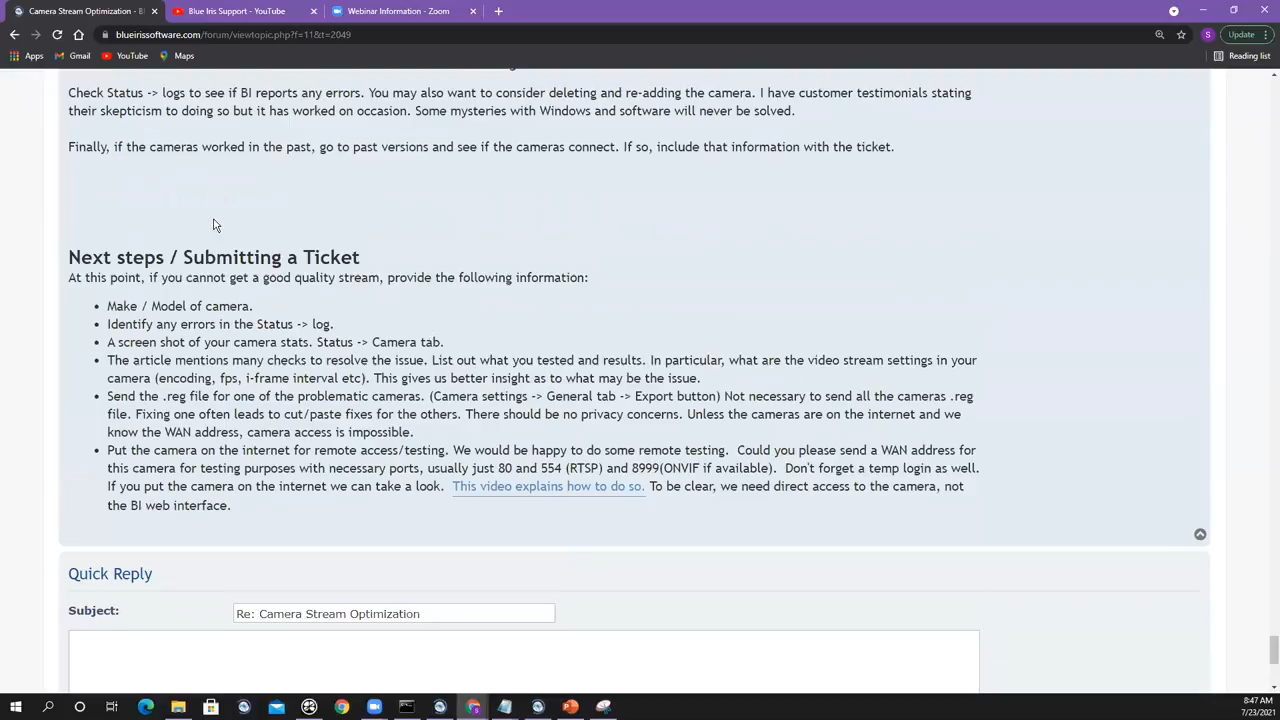 Camera Stream Optimization - BI
Blue Iris Support - YouTube
Webinar Information - Zoom
blueirissoftware.com/forum/viewtopic.php?f=11&t=2049
S
Update
Apps
Gmail
YouTube
Maps
Reading list
Check Status -> logs to see if BI reports any errors. You may also want to consider deleting and re-adding the camera. I have customer testimonials stating
their skepticism to doing so but it has worked on occasion. Some mysteries with Windows and software will never be solved.
Finally, if the cameras worked in the past, go to past versions and see if the cameras connect. If so, include that information with the ticket.
Next steps / Submitting a Ticket
At this point, if you cannot get a good quality stream, provide the following information:
• Make / Model of camera.
• Identify any errors in the Status -> log.
• A screen shot of your camera stats. Status -> Camera tab.
• The article mentions many checks to resolve the issue. List out what you tested and results. In particular, what are the video stream settings in your
camera (encoding, fps, i-frame interval etc). This gives us better insight as to what may be the issue.
• Send the .reg file for one of the problematic cameras. (Camera settings -> General tab -> Export button) Not necessary to send all the cameras .reg
file. Fixing one often leads to cut/paste fixes for the others. There should be no privacy concerns. Unless the cameras are on the internet and we
know the WAN address, camera access is impossible.
• Put the camera on the internet for remote access/testing. We would be happy to do some remote testing. Could you please send a WAN address for
this camera for testing purposes with necessary ports, usually just 80 and 554 (RTSP) and 8999(ONVIF if available). Don't forget a temp login as well.
If you put the camera on the internet we can take a look. This video explains how to do so. To be clear, we need direct access to the camera, not
the BI web interface.
Quick Reply
Subject:
Re: Camera Stream Optimization
8:47 AM
7/23/2021